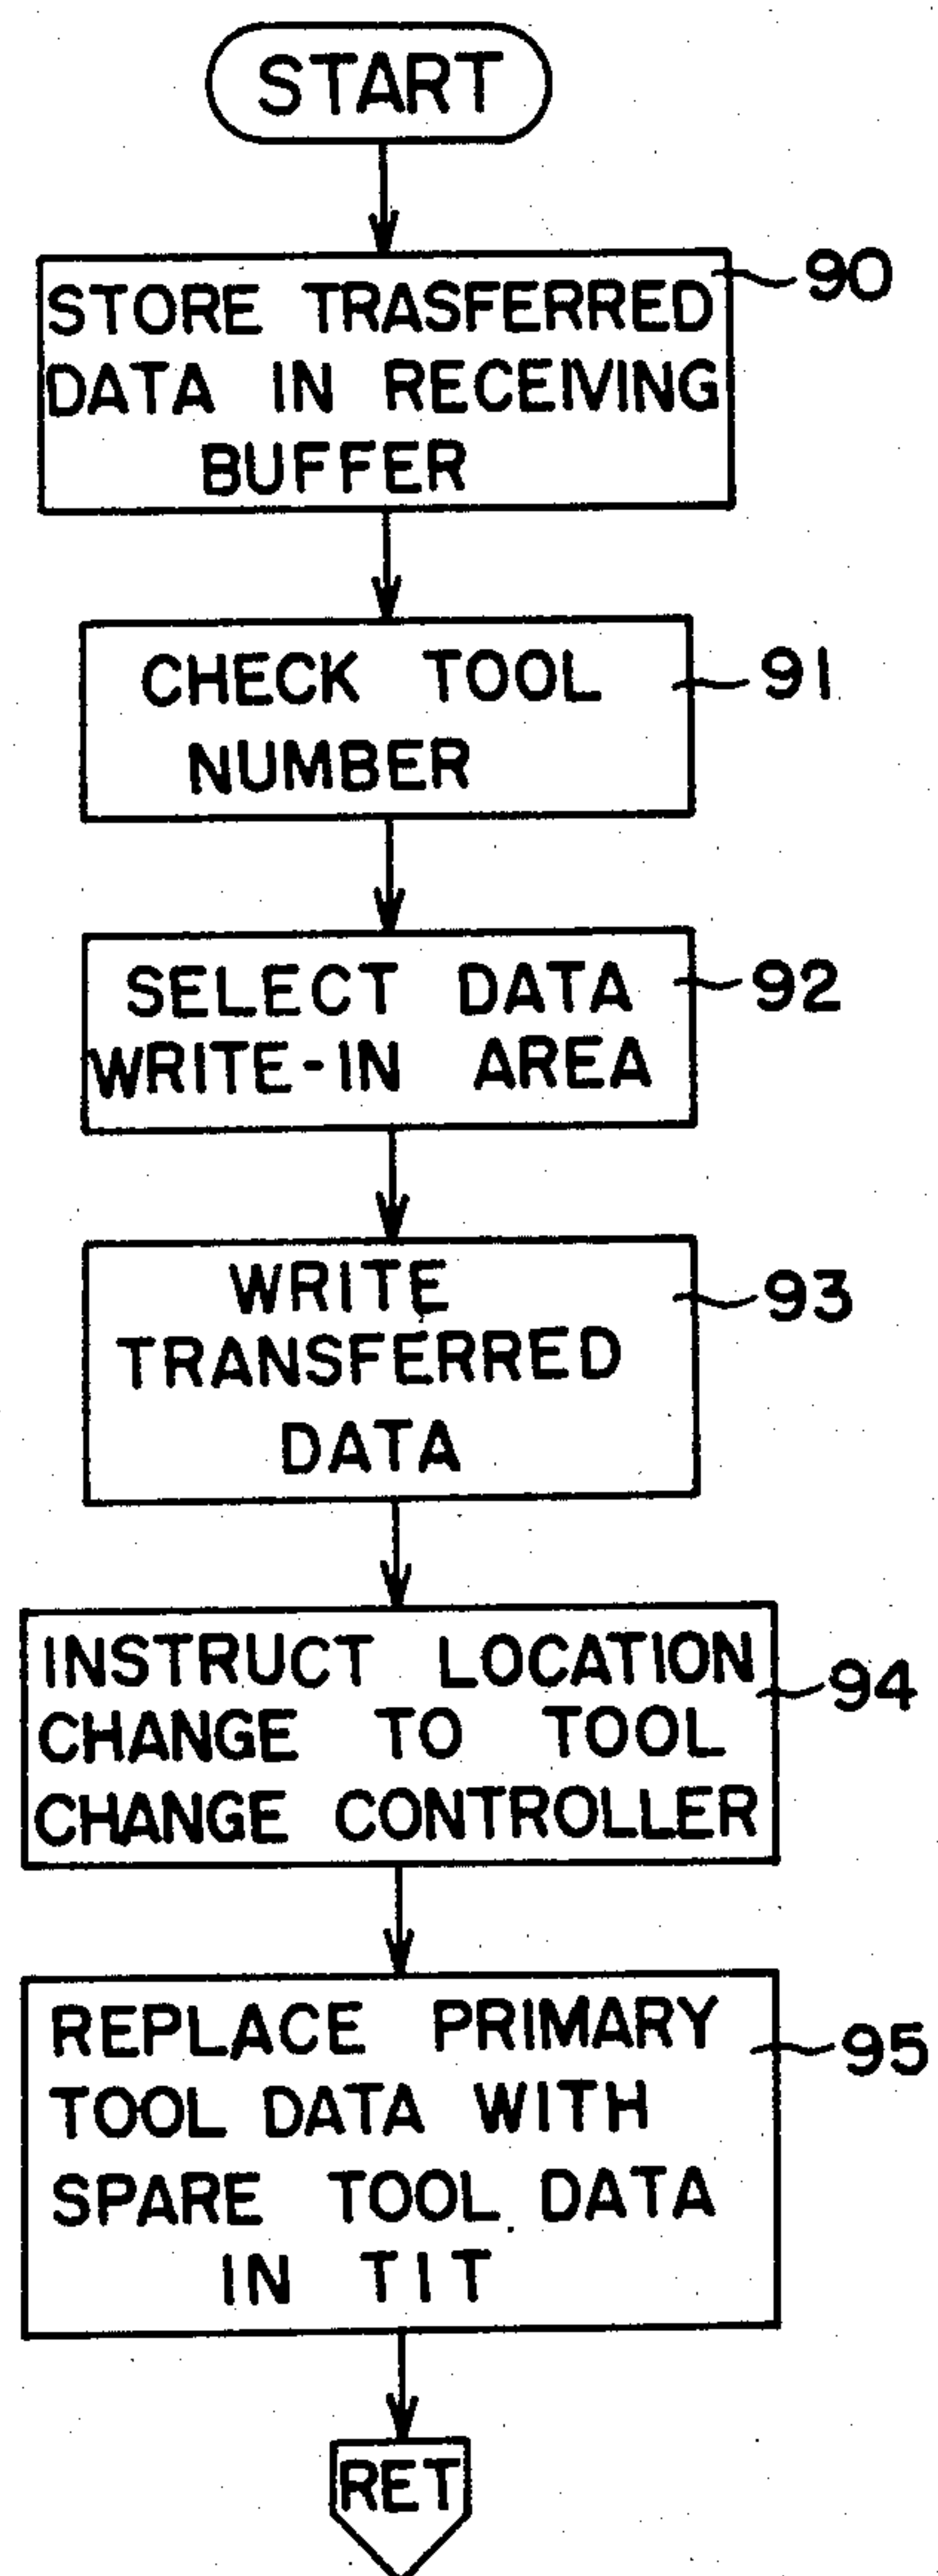 START
STORE TRASFERRED
DATA IN RECEIVING
BUFFER
90
CHECK TOOL
NUMBER
91
SELECT DATA
WRITE-IN AREA
92
WRITE
TRANSFERRED
DATA
93
INSTRUCT LOCATION
CHANGE TO TOOL
CHANGE CONTROLLER
94
REPLACE PRIMARY
TOOL DATA WITH
SPARE TOOL DATA
IN TIT
95
RET